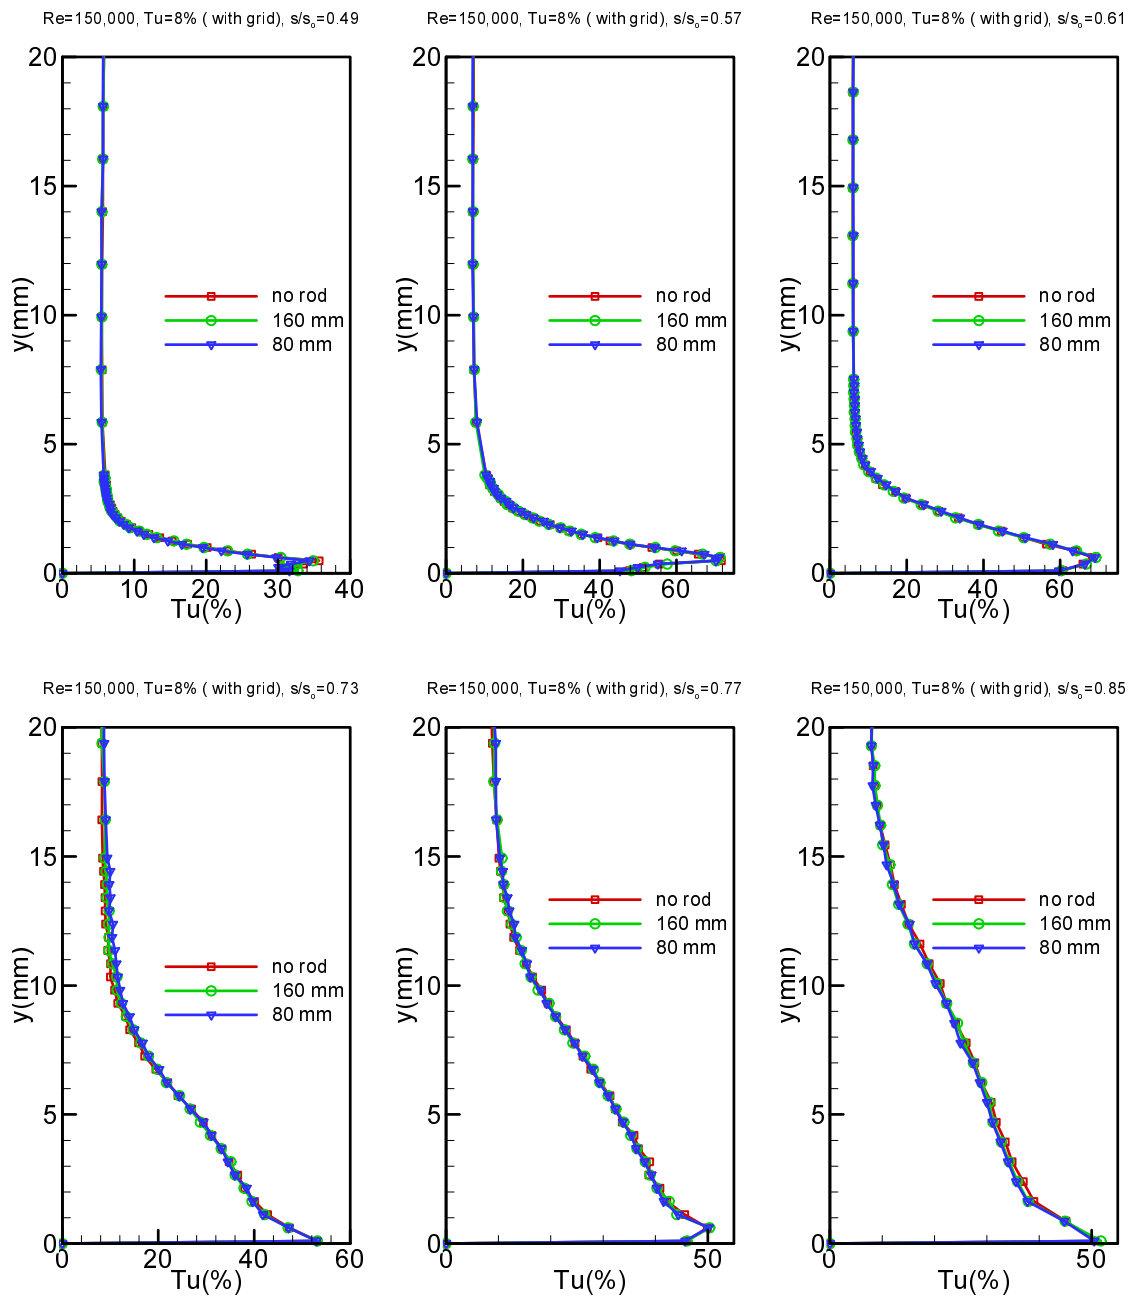 Re=150,000, Tu=8% ( with grid), s/sₒ=0.49
Re=150,000, Tu=8% ( with grid), s/sₒ=0.57
Re=150,000, Tu=8% ( with grid), s/sₒ=0.61
20
15
10
5
0
y(mm)
no rod
160 mm
80 mm
0 10 20 30 40
Tu(%)
20
15
10
5
0
y(mm)
no rod
160 mm
80 mm
0 20 40 60
Tu(%)
20
15
10
5
0
y(mm)
no rod
160 mm
80 mm
0 20 40 60
Tu(%)
Re=150,000, Tu=8% ( with grid), s/sₒ=0.73
Re=150,000, Tu=8% ( with grid), s/sₒ=0.77
Re=150,000, Tu=8% ( with grid), s/sₒ=0.85
20
15
10
5
0
y(mm)
no rod
160 mm
80 mm
0 20 40 60
Tu(%)
20
15
10
5
0
y(mm)
no rod
160 mm
80 mm
0 50
Tu(%)
20
15
10
5
0
y(mm)
no rod
160 mm
80 mm
0 50
Tu(%)